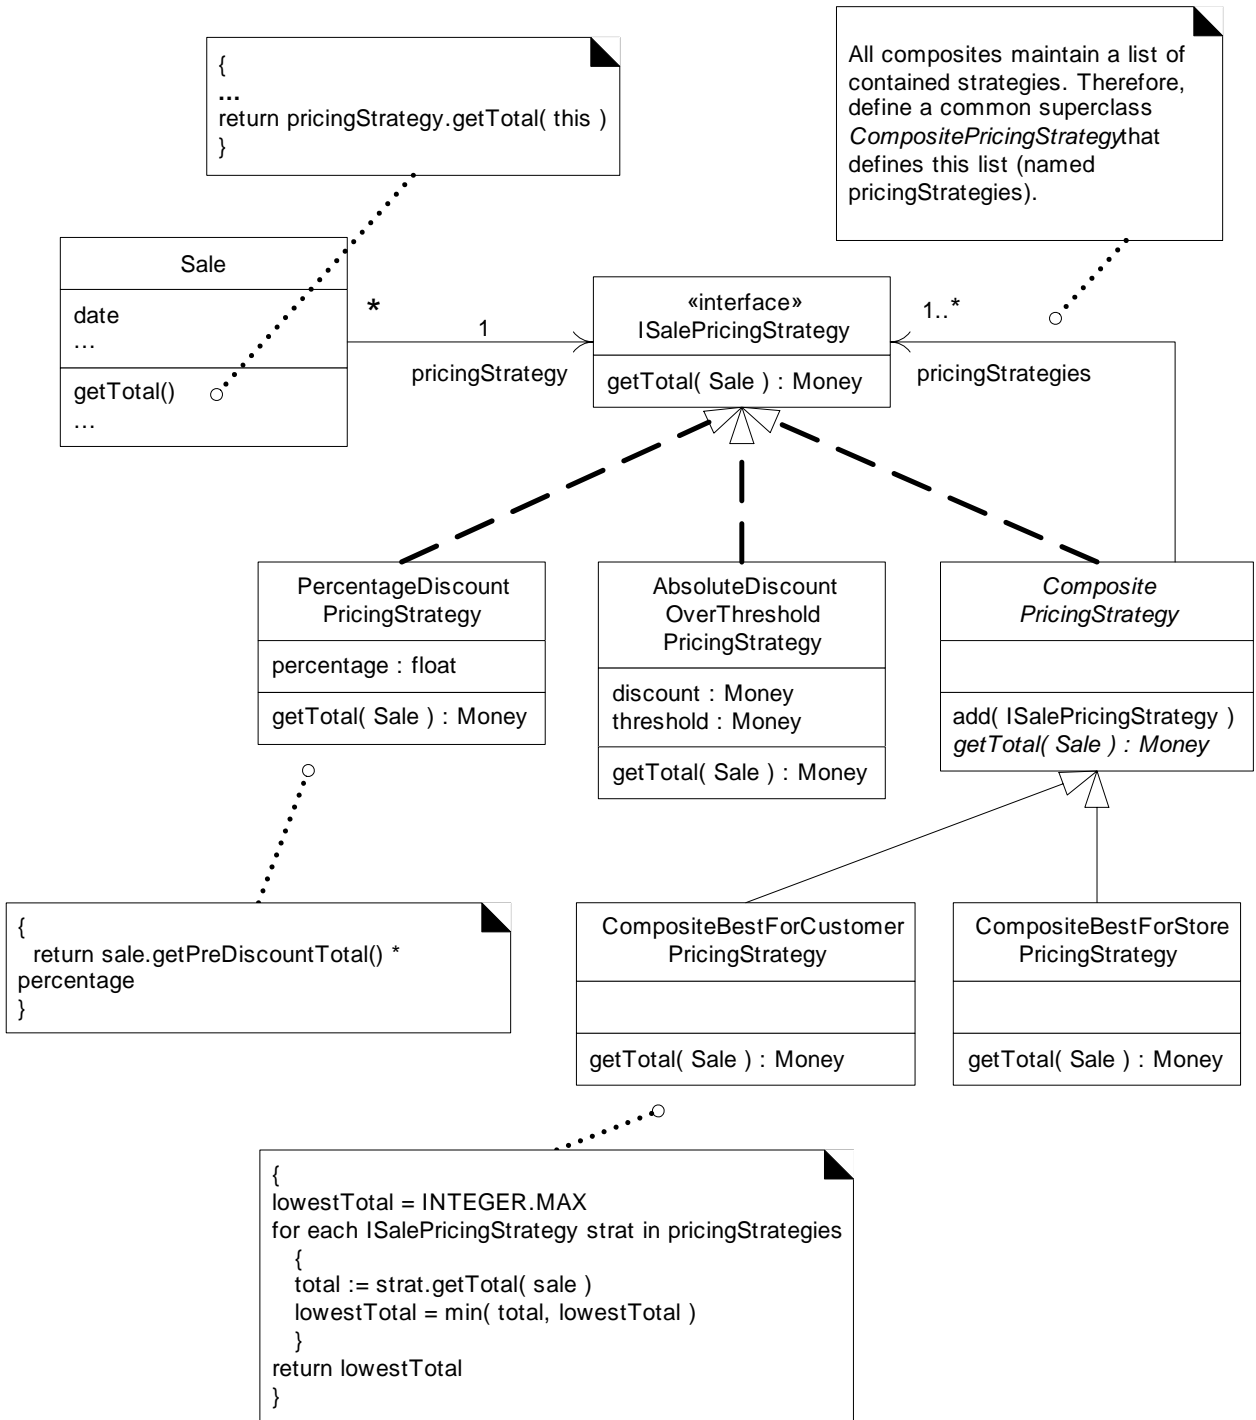 {
...
return pricingStrategy.getTotal( this )
}
All composites maintain a list of
contained strategies. Therefore,
define a common superclass
CompositePricingStrategythat
defines this list (named
pricingStrategies).
Sale
date
...
getTotal()
...
*
1
pricingStrategy
«interface»
ISalePricingStrategy
getTotal( Sale ) : Money
1..*
pricingStrategies
PercentageDiscount
PricingStrategy
percentage : float
getTotal( Sale ) : Money
AbsoluteDiscount
OverThreshold
PricingStrategy
discount : Money
threshold : Money
getTotal( Sale ) : Money
Composite
PricingStrategy
add( ISalePricingStrategy )
getTotal( Sale ) : Money
{
return sale.getPreDiscountTotal() *
percentage
}
CompositeBestForCustomer
PricingStrategy
getTotal( Sale ) : Money
CompositeBestForStore
PricingStrategy
getTotal( Sale ) : Money
{
lowestTotal = INTEGER.MAX
for each ISalePricingStrategy strat in pricingStrategies
{
total := strat.getTotal( sale )
lowestTotal = min( total, lowestTotal )
}
return lowestTotal
}